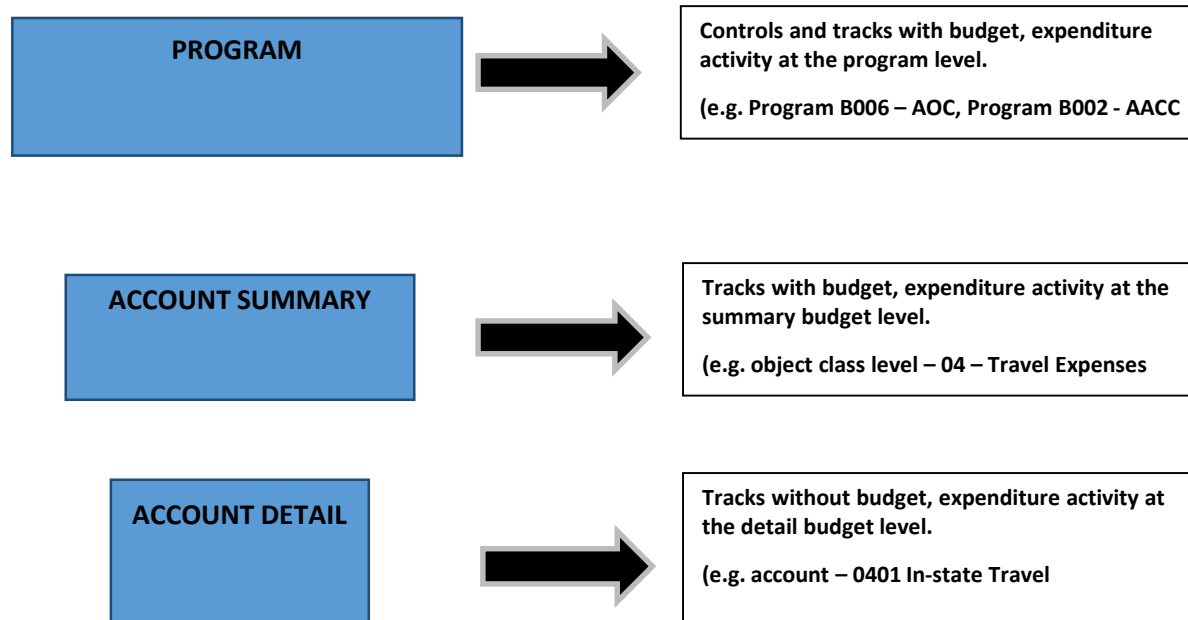 PROGRAM
Controls and tracks with budget, expenditure
activity at the program level.
(e.g. Program B006 – AOC, Program B002 - AACC
ACCOUNT SUMMARY
Tracks with budget, expenditure activity at the
summary budget level.
(e.g. object class level – 04 – Travel Expenses
ACCOUNT DETAIL
Tracks without budget, expenditure activity at
the detail budget level.
(e.g. account – 0401 In-state Travel